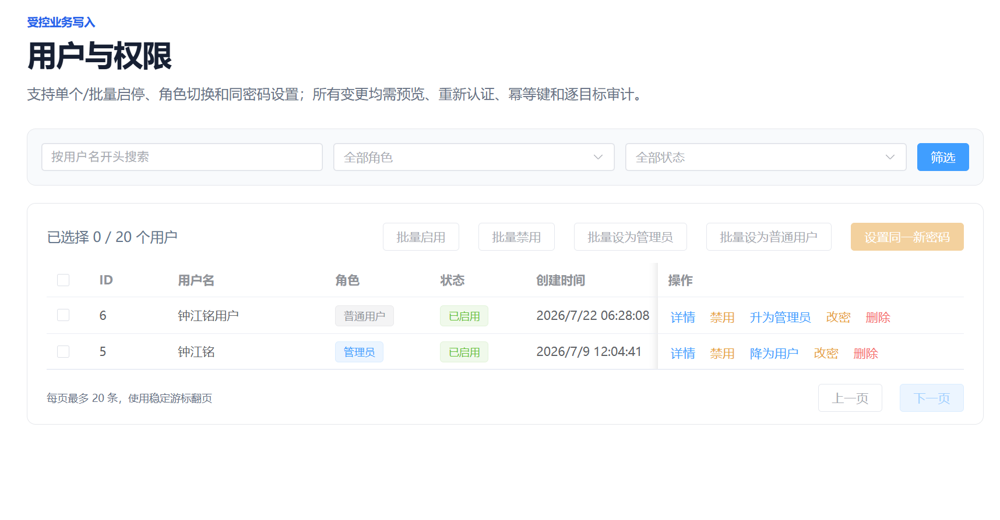 受控业务写入
用户与权限
支持单个/批量启停、角色切换和同密码设置；所有变更均需预览、重新认证、幂等键和逐目标审计。
按用户名开头搜索 全部角色 全部状态 筛选
已选择 0 / 20 个用户 批量启用 批量禁用 批量设为管理员 批量设为普通用户 设置同一新密码
ID 用户名 角色 状态 创建时间 操作
6 钟江铭用户 普通用户 已启用 2026/7/22 06:28:08 详情 禁用 升为管理员 改密 删除
5 钟江铭 管理员 已启用 2026/7/9 12:04:41 详情 禁用 降为用户 改密 删除
每页最多 20 条，使用稳定游标翻页 上一页 下一页